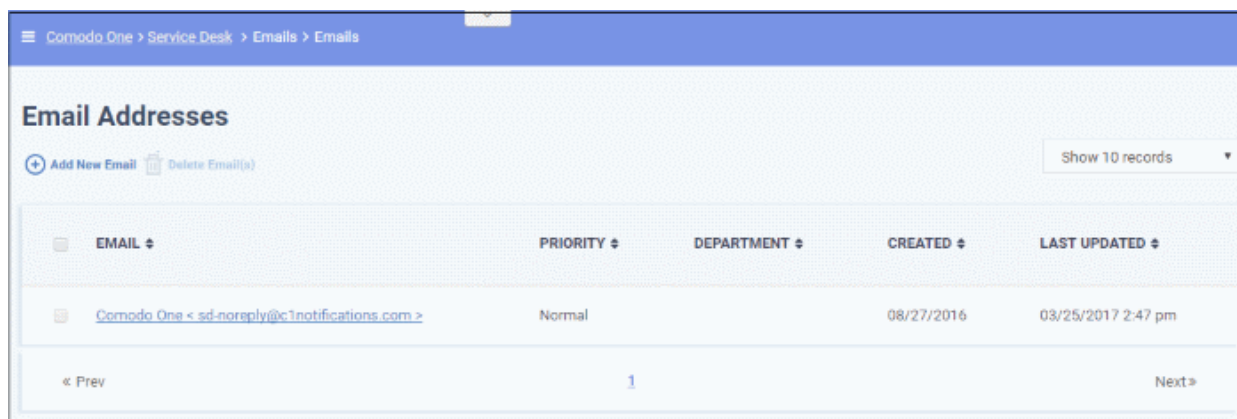 Comodo One > Service Desk > Emails > Emails
Email Addresses
Add New Email Delete Email(s)
Show 10 records
EMAIL PRIORITY DEPARTMENT CREATED LAST UPDATED
Comodo One < sd-noreply@c1notifications.com > Normal 08/27/2016 03/25/2017 2:47 pm
« Prev 1 Next »